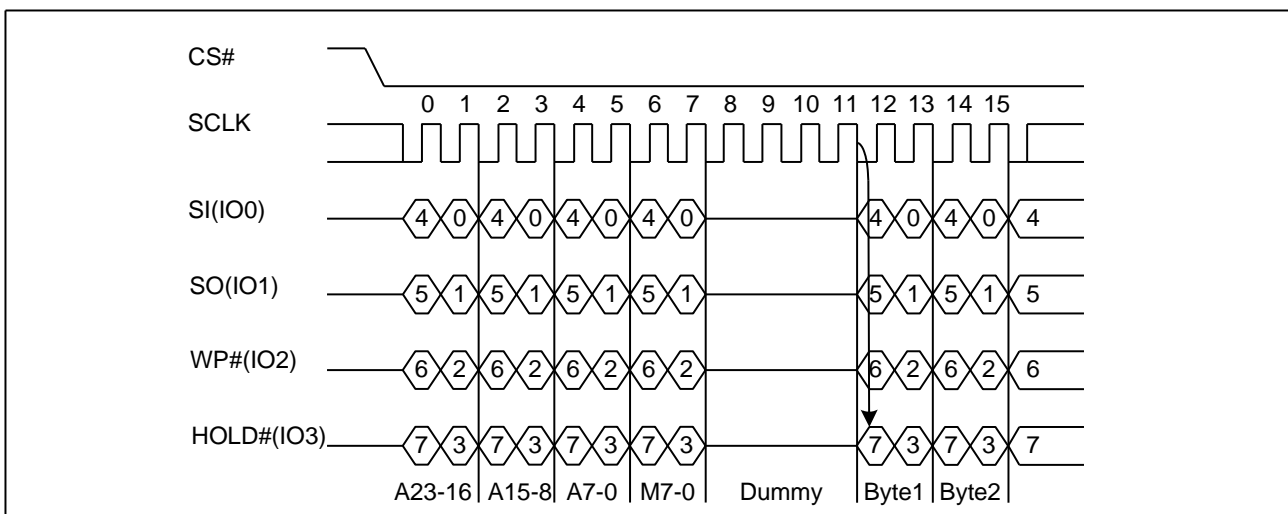 CS#
0 1 2 3 4 5 6 7 8 9 10 11 12 13 14 15
SCLK
SI(IO0) 4 0 4 0 4 0 4 0 4 0 4 0 4
SO(IO1) 5 1 5 1 5 1 5 1 5 1 5 1 5
WP#(IO2) 6 2 6 2 6 2 6 2 6 2 6 2 6
HOLD#(IO3) 7 3 7 3 7 3 7 3 7 3 7 3 7
A23-16 A15-8 A7-0 M7-0 Dummy Byte1 Byte2